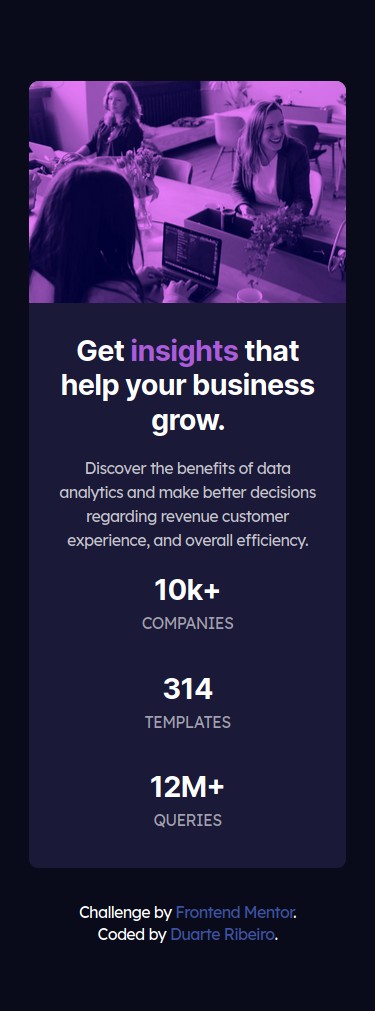 Get insights that
help your business
grow.
Discover the benefits of data
analytics and make better decisions
regarding revenue customer
experience, and overall efficiency.
10k+
COMPANIES
314
TEMPLATES
12M+
QUERIES
Challenge by Frontend Mentor.
Coded by Duarte Ribeiro.